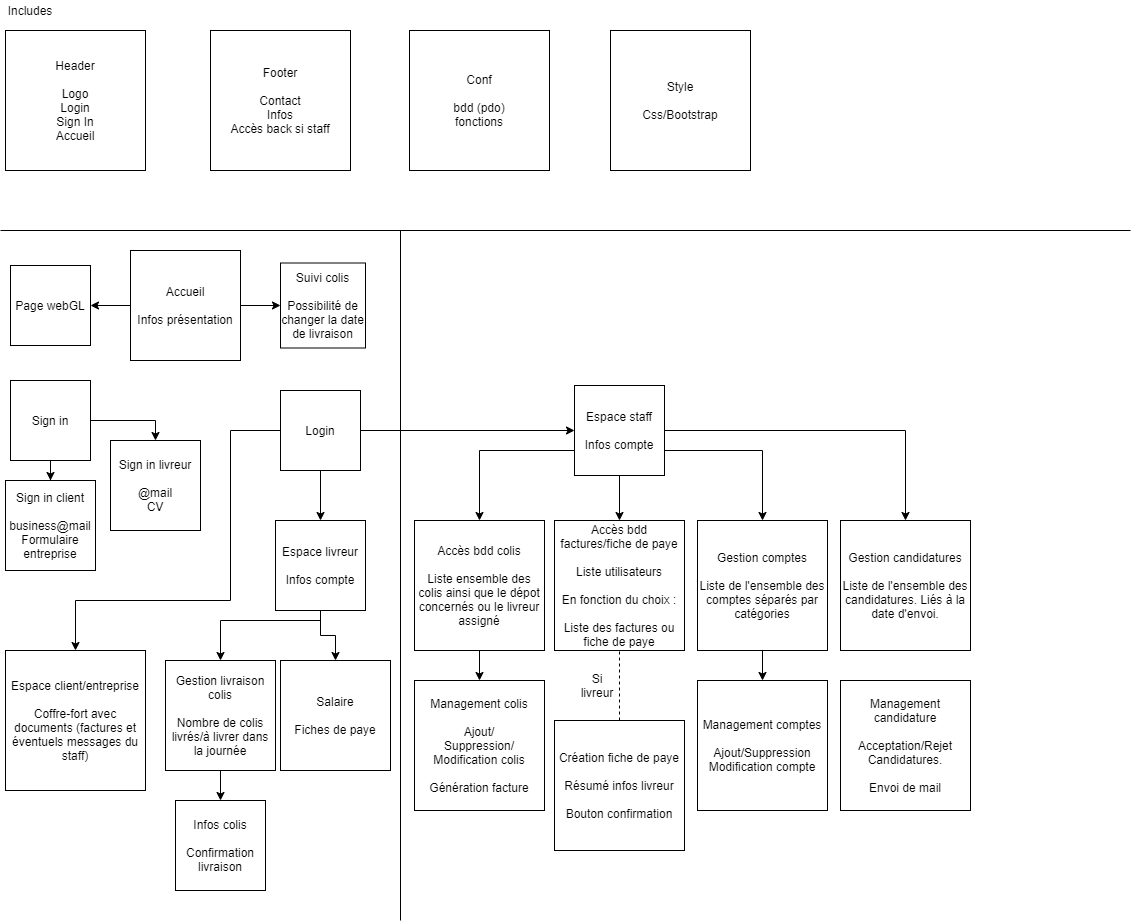 Includes
Header
Logo
Login
Sign In
Accueil
Footer
Contact
Infos
Accès back si staff
Conf
bdd (pdo)
fonctions
Style
Css/Bootstrap
Page webGL
Accueil
Infos présentation
Suivi colis
Possibilité de
changer la date
de livraison
Sign in
Sign in livreur
@mail
CV
Sign in client
business@mail
Formulaire
entreprise
Login
Espace livreur
Infos compte
Espace client/entreprise
Coffre-fort avec
documents (factures et
éventuels messages du
staff)
Gestion livraison
colis
Nombre de colis
livrés/à livrer dans
la journée
Salaire
Fiches de paye
Infos colis
Confirmation
livraison
Espace staff
Infos compte
Accès bdd colis
Liste ensemble des
colis ainsi que le dépot
concernés ou le livreur
assigné
Accès bdd
factures/fiche de paye
Liste utilisateurs
En fonction du choix :
Liste des factures ou
fiche de paye
Gestion comptes
Liste de l'ensemble des
comptes séparés par
catégories
Gestion candidatures
Liste de l'ensemble des
candidatures. Liés à la
date d'envoi.
Management colis
Ajout/
Suppression/
Modification colis
Génération facture
Si
livreur
Création fiche de paye
Résumé infos livreur
Bouton confirmation
Management comptes
Ajout/Suppression
Modification compte
Management
candidature
Acceptation/Rejet
Candidatures.
Envoi de mail